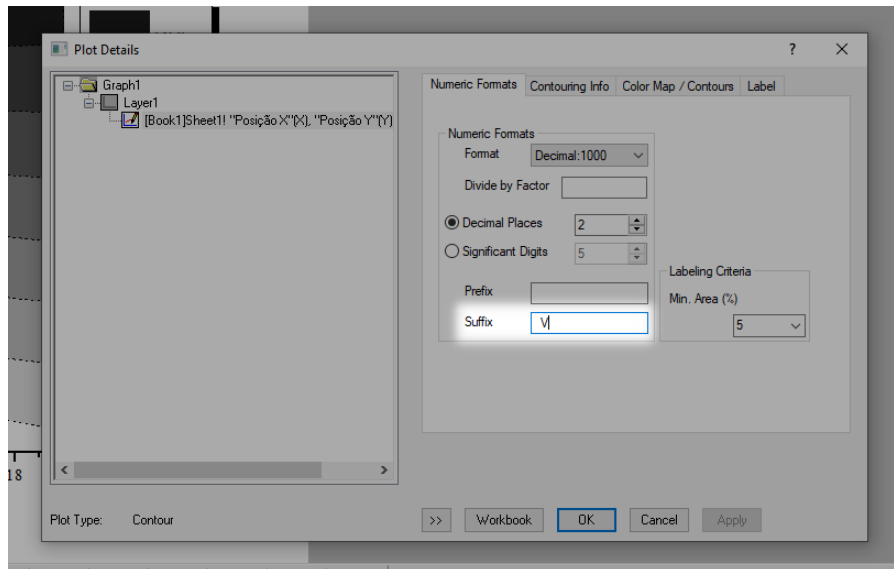 Plot Details
?
Graph1
Layer1
[Book1]Sheet1! "Posição X"(X), "Posição Y"(Y)
Numeric Formats
Contouring Info
Color Map / Contours
Label
Numeric Formats
Format
Decimal:1000
Divide by Factor
Decimal Places
2
Significant Digits
5
Prefix
Suffix
V
Labeling Criteria
Min. Area (%)
5
18
Plot Type:
Contour
>>
Workbook
OK
Cancel
Apply